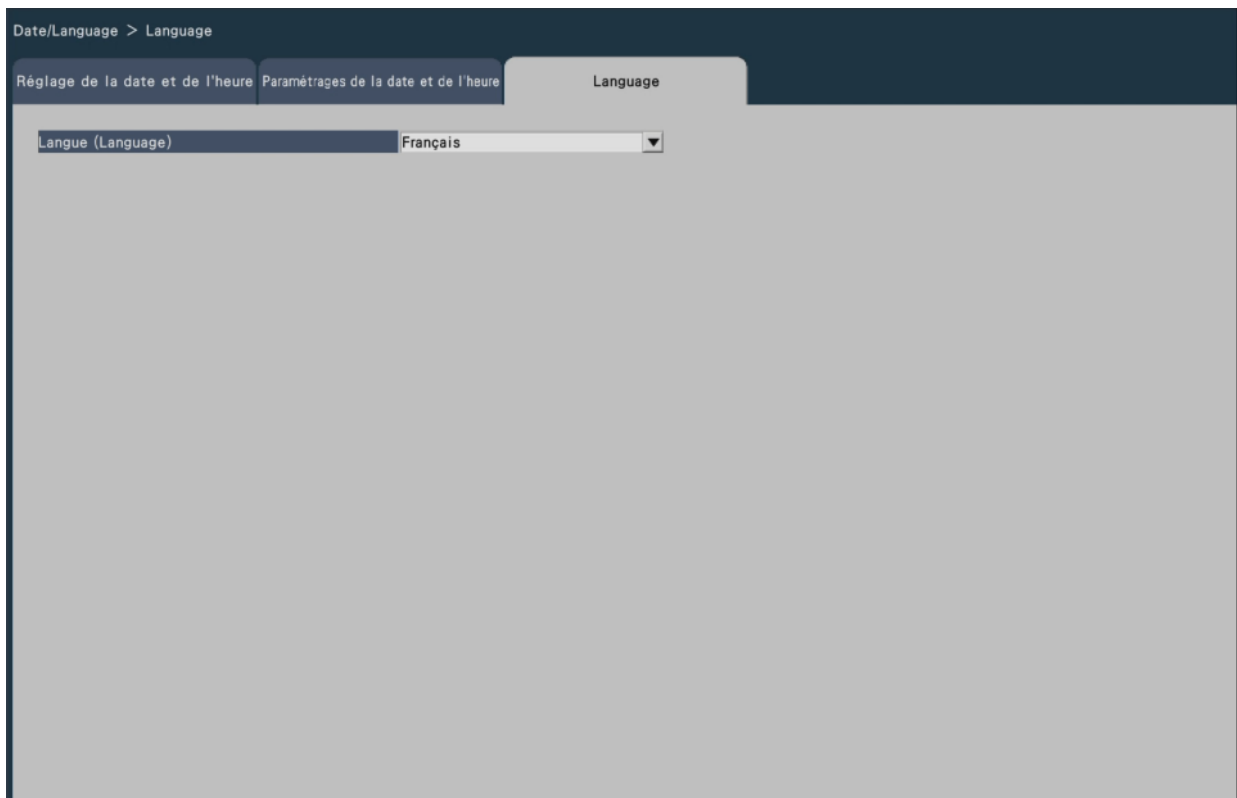 Date/Language > Language
Réglage de la date et de l'heure Paramétrages de la date et de l'heure Language
Langue (Language) Français